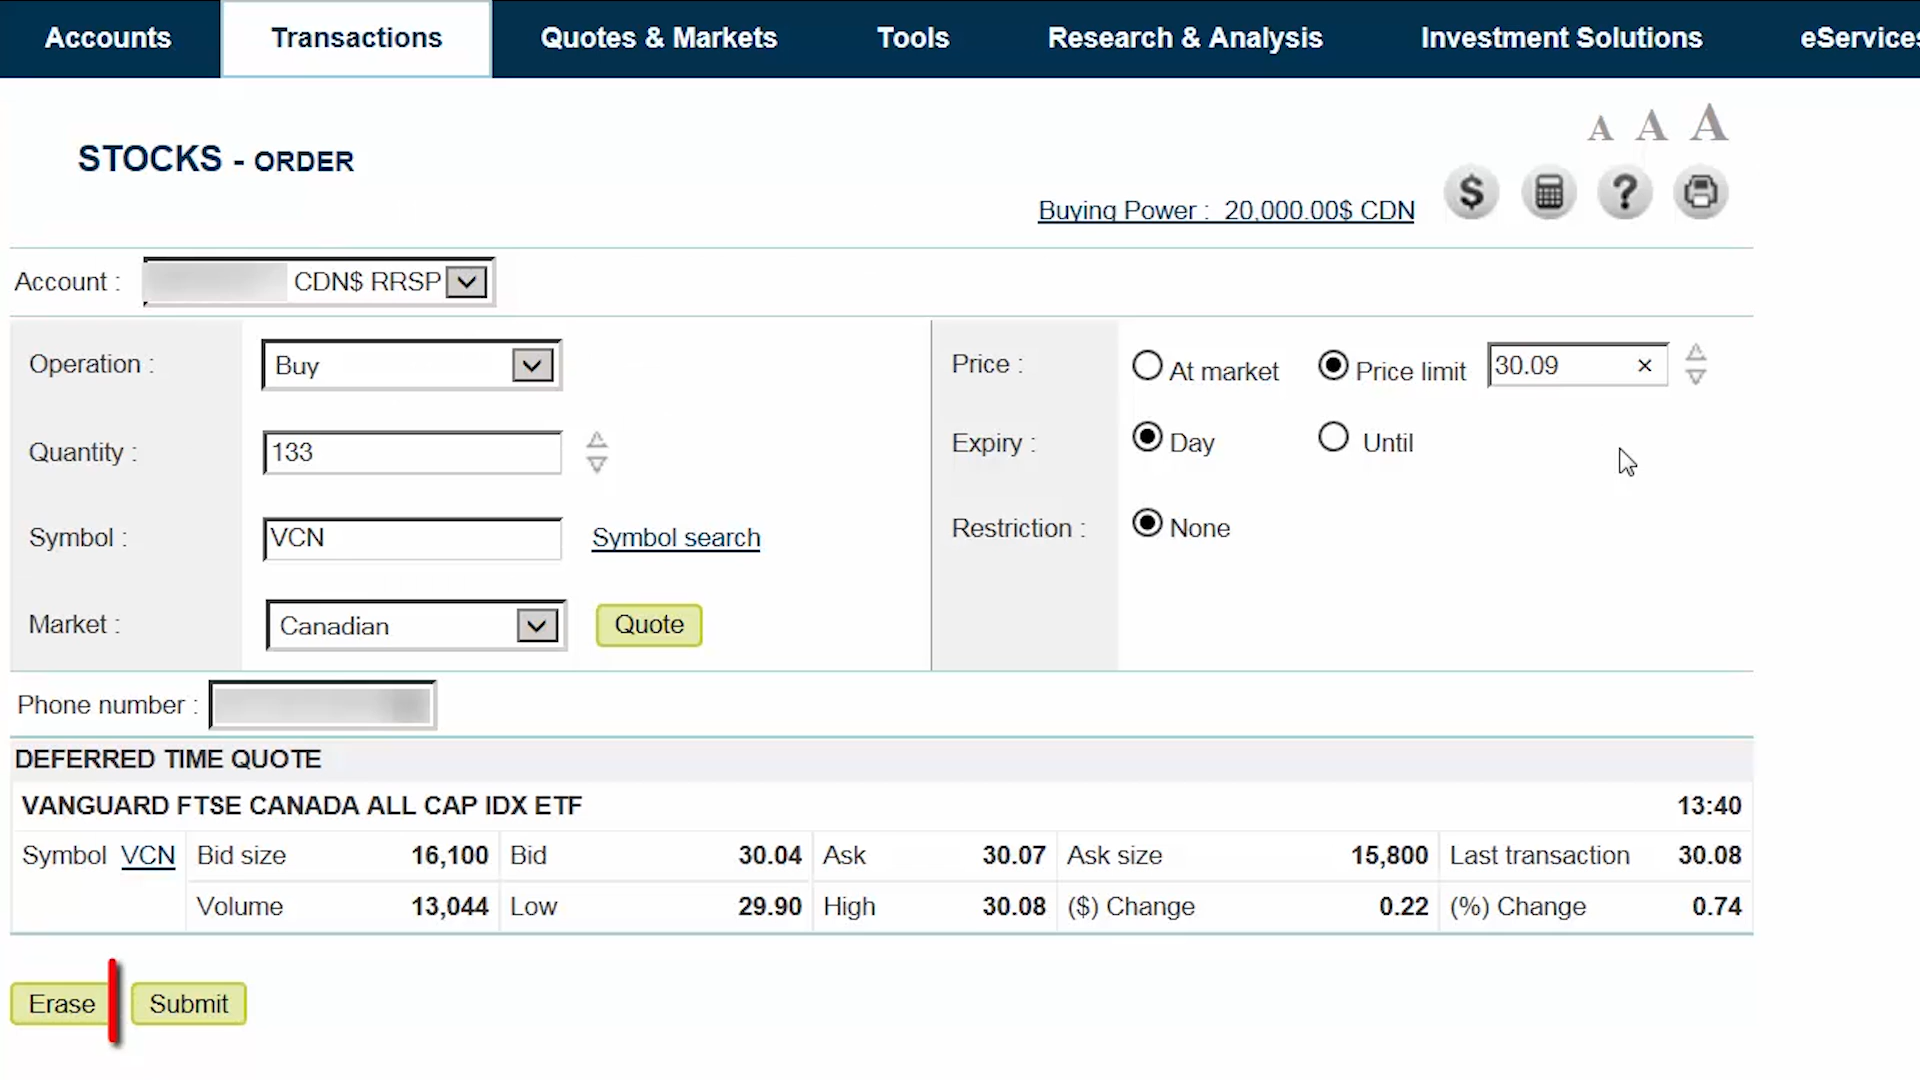 Accounts Transactions Quotes & Markets Tools Research & Analysis Investment Solutions eServices
A A A
STOCKS - ORDER
Buying Power : 20,000.00$ CDN $ ?
Account : CDN$ RRSP
Operation : Buy
Price : At market Price limit 30.09 ×
Quantity : 133
Expiry : Day Until
Symbol : VCN Symbol search
Restriction : None
Market : Canadian Quote
Phone number :
DEFERRED TIME QUOTE
VANGUARD FTSE CANADA ALL CAP IDX ETF 13:40
Symbol VCN Bid size 16,100 Bid 30.04 Ask 30.07 Ask size 15,800 Last transaction 30.08
Volume 13,044 Low 29.90 High 30.08 ($) Change 0.22 (%) Change 0.74
Erase Submit